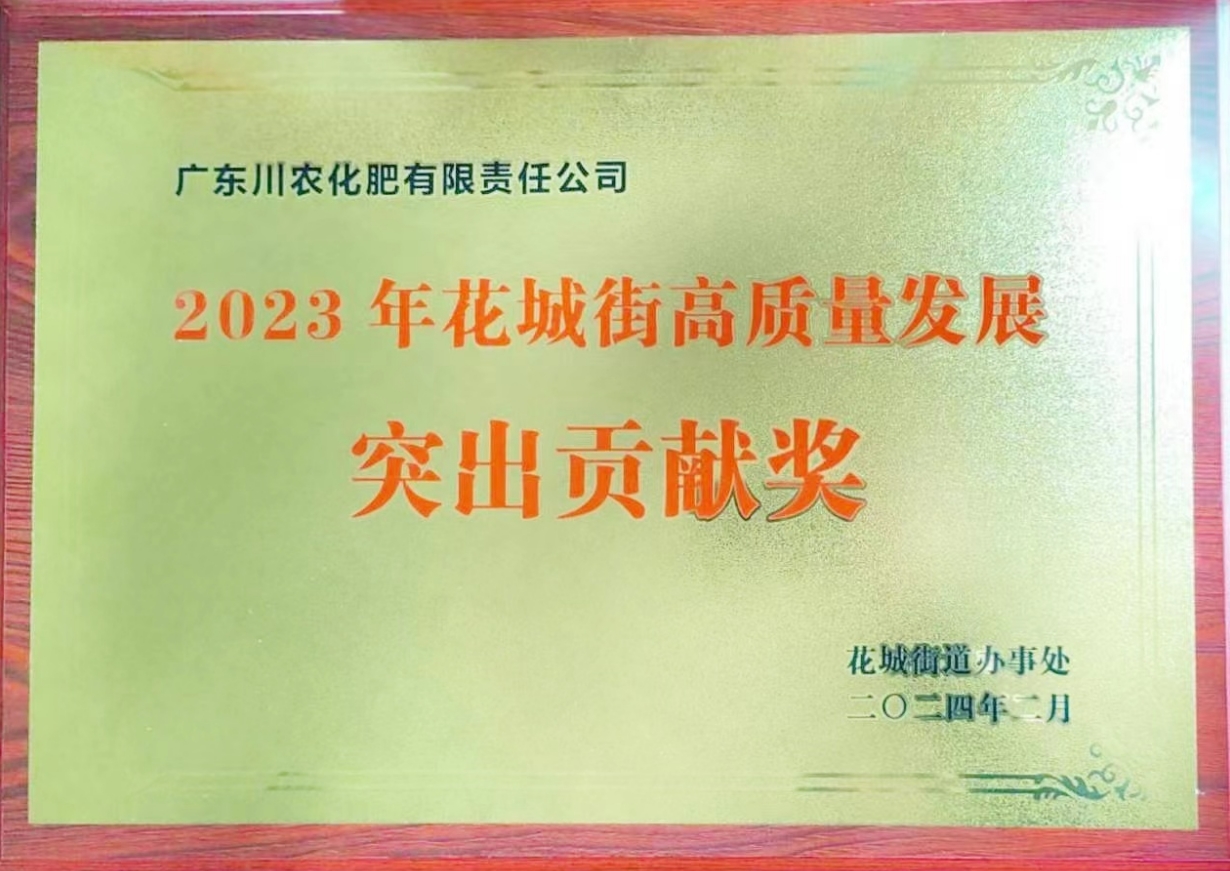 广东川农化肥有限责任公司
2023 年花城街高质量发展
突出贡献奖
花城街道办事处
二〇二四年二月